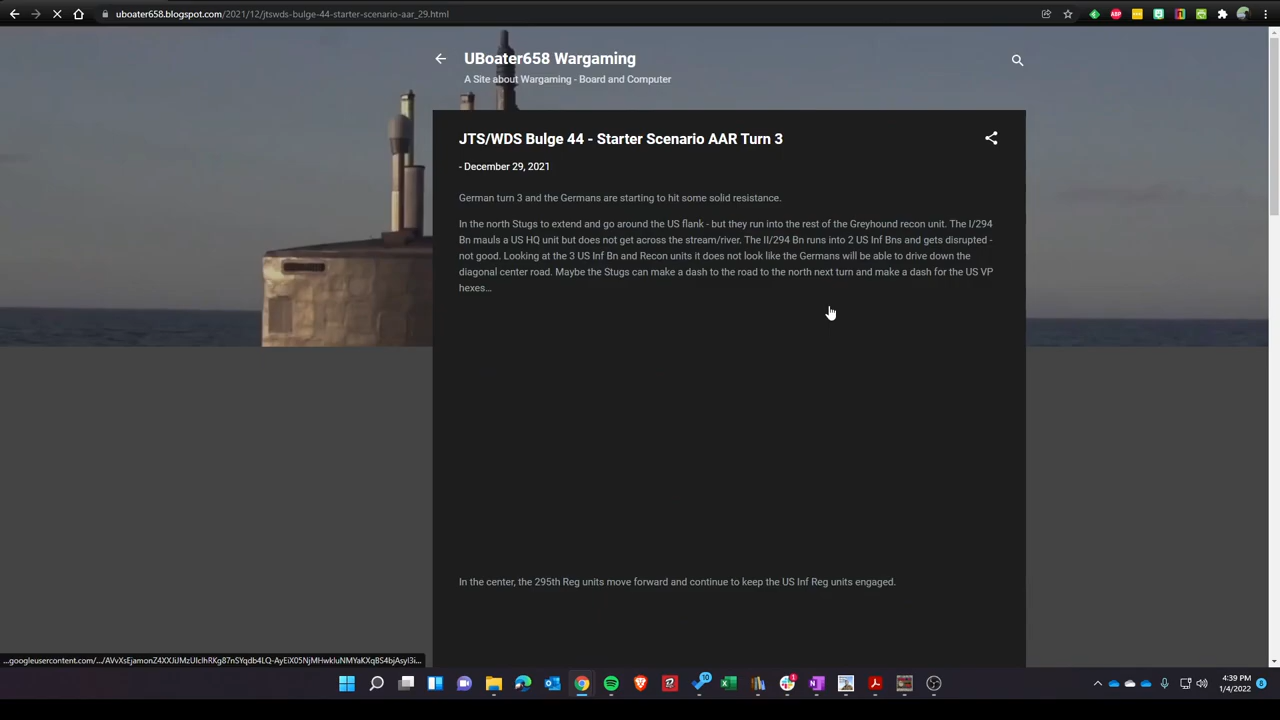 uboater658.blogspot.com/2021/12/jtswds-bulge-44-starter-scenario-aar_29.html
UBoater658 Wargaming
A Site about Wargaming - Board and Computer
JTS/WDS Bulge 44 - Starter Scenario AAR Turn 3
- December 29, 2021
German turn 3 and the Germans are starting to hit some solid resistance.
In the north Stugs to extend and go around the US flank - but they run into the rest of the Greyhound recon unit. The I/294
Bn mauls a US HQ unit but does not get across the stream/river. The II/294 Bn runs into 2 US Inf Bns and gets disrupted -
not good. Looking at the 3 US Inf Bn and Recon units it does not look like the Germans will be able to drive down the
diagonal center road. Maybe the Stugs can make a dash to the road to the north next turn and make a dash for the US VP
hexes...
In the center, the 295th Reg units move forward and continue to keep the US Inf Reg units engaged.
10
4:39 PM
1/4/2022
8